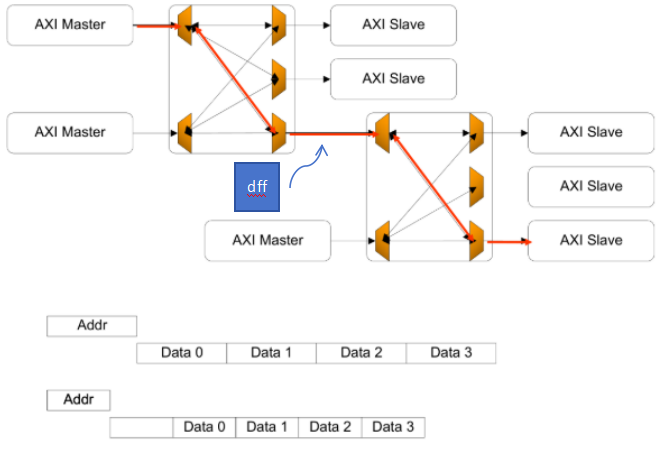 AXI Master
AXI Slave
AXI Slave
AXI Master
AXI Slave
dff
AXI Slave
AXI Master
AXI Slave
Addr
Data 0 Data 1 Data 2 Data 3
Addr
Data 0 Data 1 Data 2 Data 3